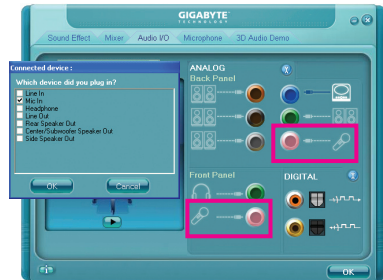 GIGABYTE
TECHNOLOGY
Sound Effect Mixer Audio I/O Microphone 3D Audio Demo
Connected device :
Which device did you plug in?
Line In
Mic In
Headphone
Line Out
Rear Speaker Out
Center/Subwoofer Speaker Out
Side Speaker Out
OK Cancel
ANALOG
Back Panel
Front Panel
DIGITAL
OK